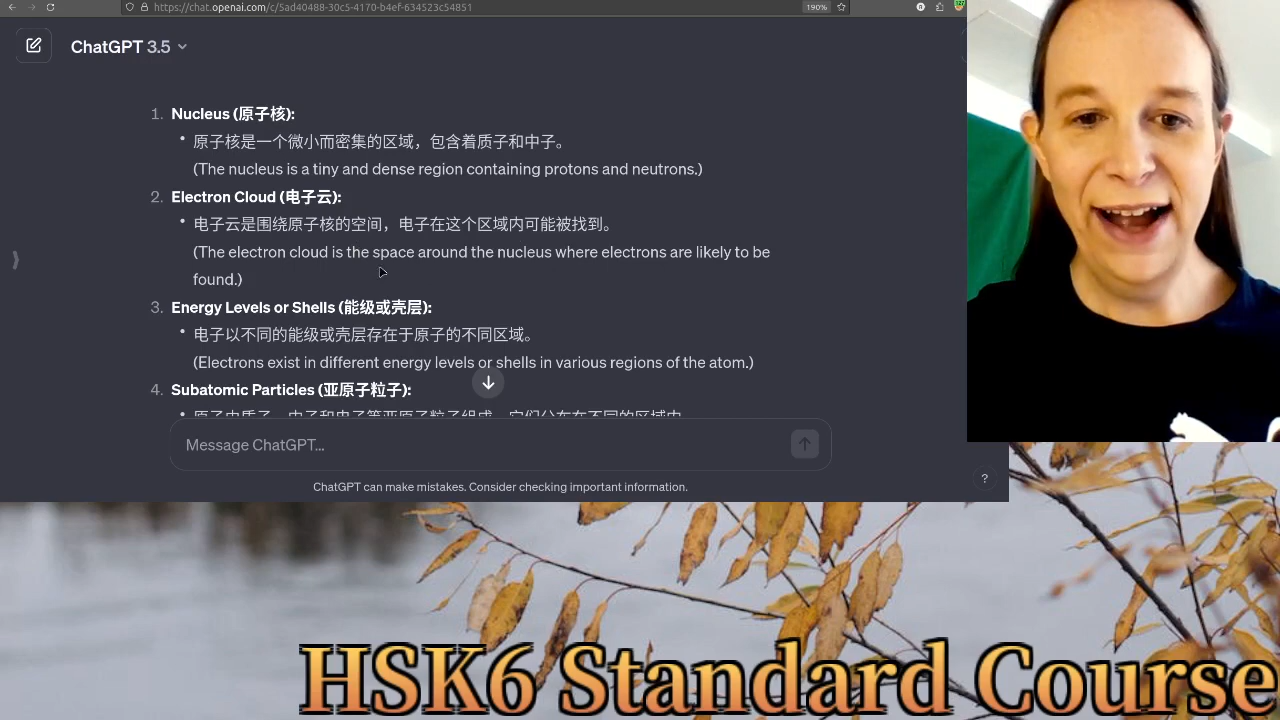 https://chat.openai.com/c/5ad40488-30c5-4170-b4ef-634523c54851
190%
ChatGPT 3.5
1. Nucleus (原子核):
• 原子核是一个微小而密集的区域，包含着质子和中子。
(The nucleus is a tiny and dense region containing protons and neutrons.)
2. Electron Cloud (电子云):
• 电子云是围绕原子核的空间，电子在这个区域内可能被找到。
(The electron cloud is the space around the nucleus where electrons are likely to be
found.)
3. Energy Levels or Shells (能级或壳层):
• 电子以不同的能级或壳层存在于原子的不同区域。
(Electrons exist in different energy levels or shells in various regions of the atom.)
4. Subatomic Particles (亚原子粒子):
Message ChatGPT...
ChatGPT can make mistakes. Consider checking important information.
?
HSK6 Standard Course